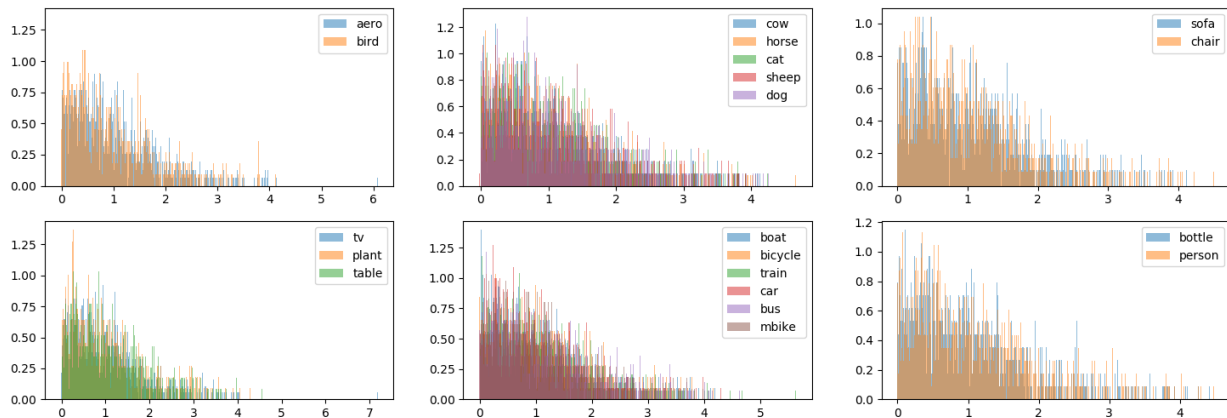 1.25
1.00
0.75
0.50
0.25
0.00
0 1 2 3 4 5 6
aero
bird
1.2
1.0
0.8
0.6
0.4
0.2
0.0
0 1 2 3 4
cow
horse
cat
sheep
dog
1.0
0.8
0.6
0.4
0.2
0.0
0 1 2 3 4
sofa
chair
1.25
1.00
0.75
0.50
0.25
0.00
0 1 2 3 4 5 6 7
tv
plant
table
1.25
1.00
0.75
0.50
0.25
0.00
0 1 2 3 4 5
boat
bicycle
train
car
bus
mbike
1.2
1.0
0.8
0.6
0.4
0.2
0.0
0 1 2 3 4
bottle
person